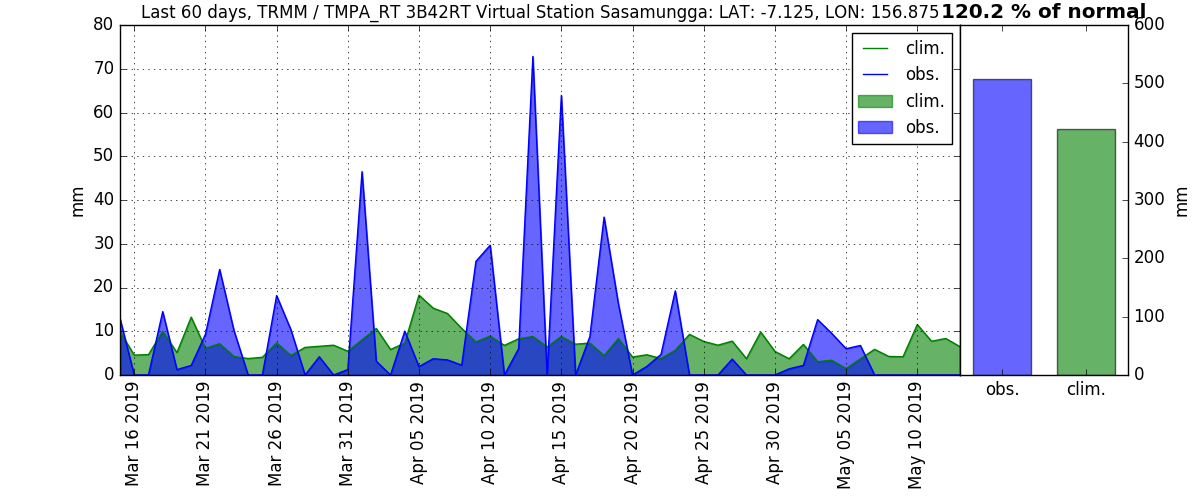 Last 60 days, TRMM / TMPA_RT 3B42RT Virtual Station Sasamungga: LAT: -7.125, LON: 156.875
120.2 % of normal
80
70
60
50
40
30
20
10
0
mm
clim.
obs.
clim.
obs.
Mar 16 2019
Mar 21 2019
Mar 26 2019
Mar 31 2019
Apr 05 2019
Apr 10 2019
Apr 15 2019
Apr 20 2019
Apr 25 2019
Apr 30 2019
May 05 2019
May 10 2019
600
500
400
300
200
100
0
mm
obs.
clim.